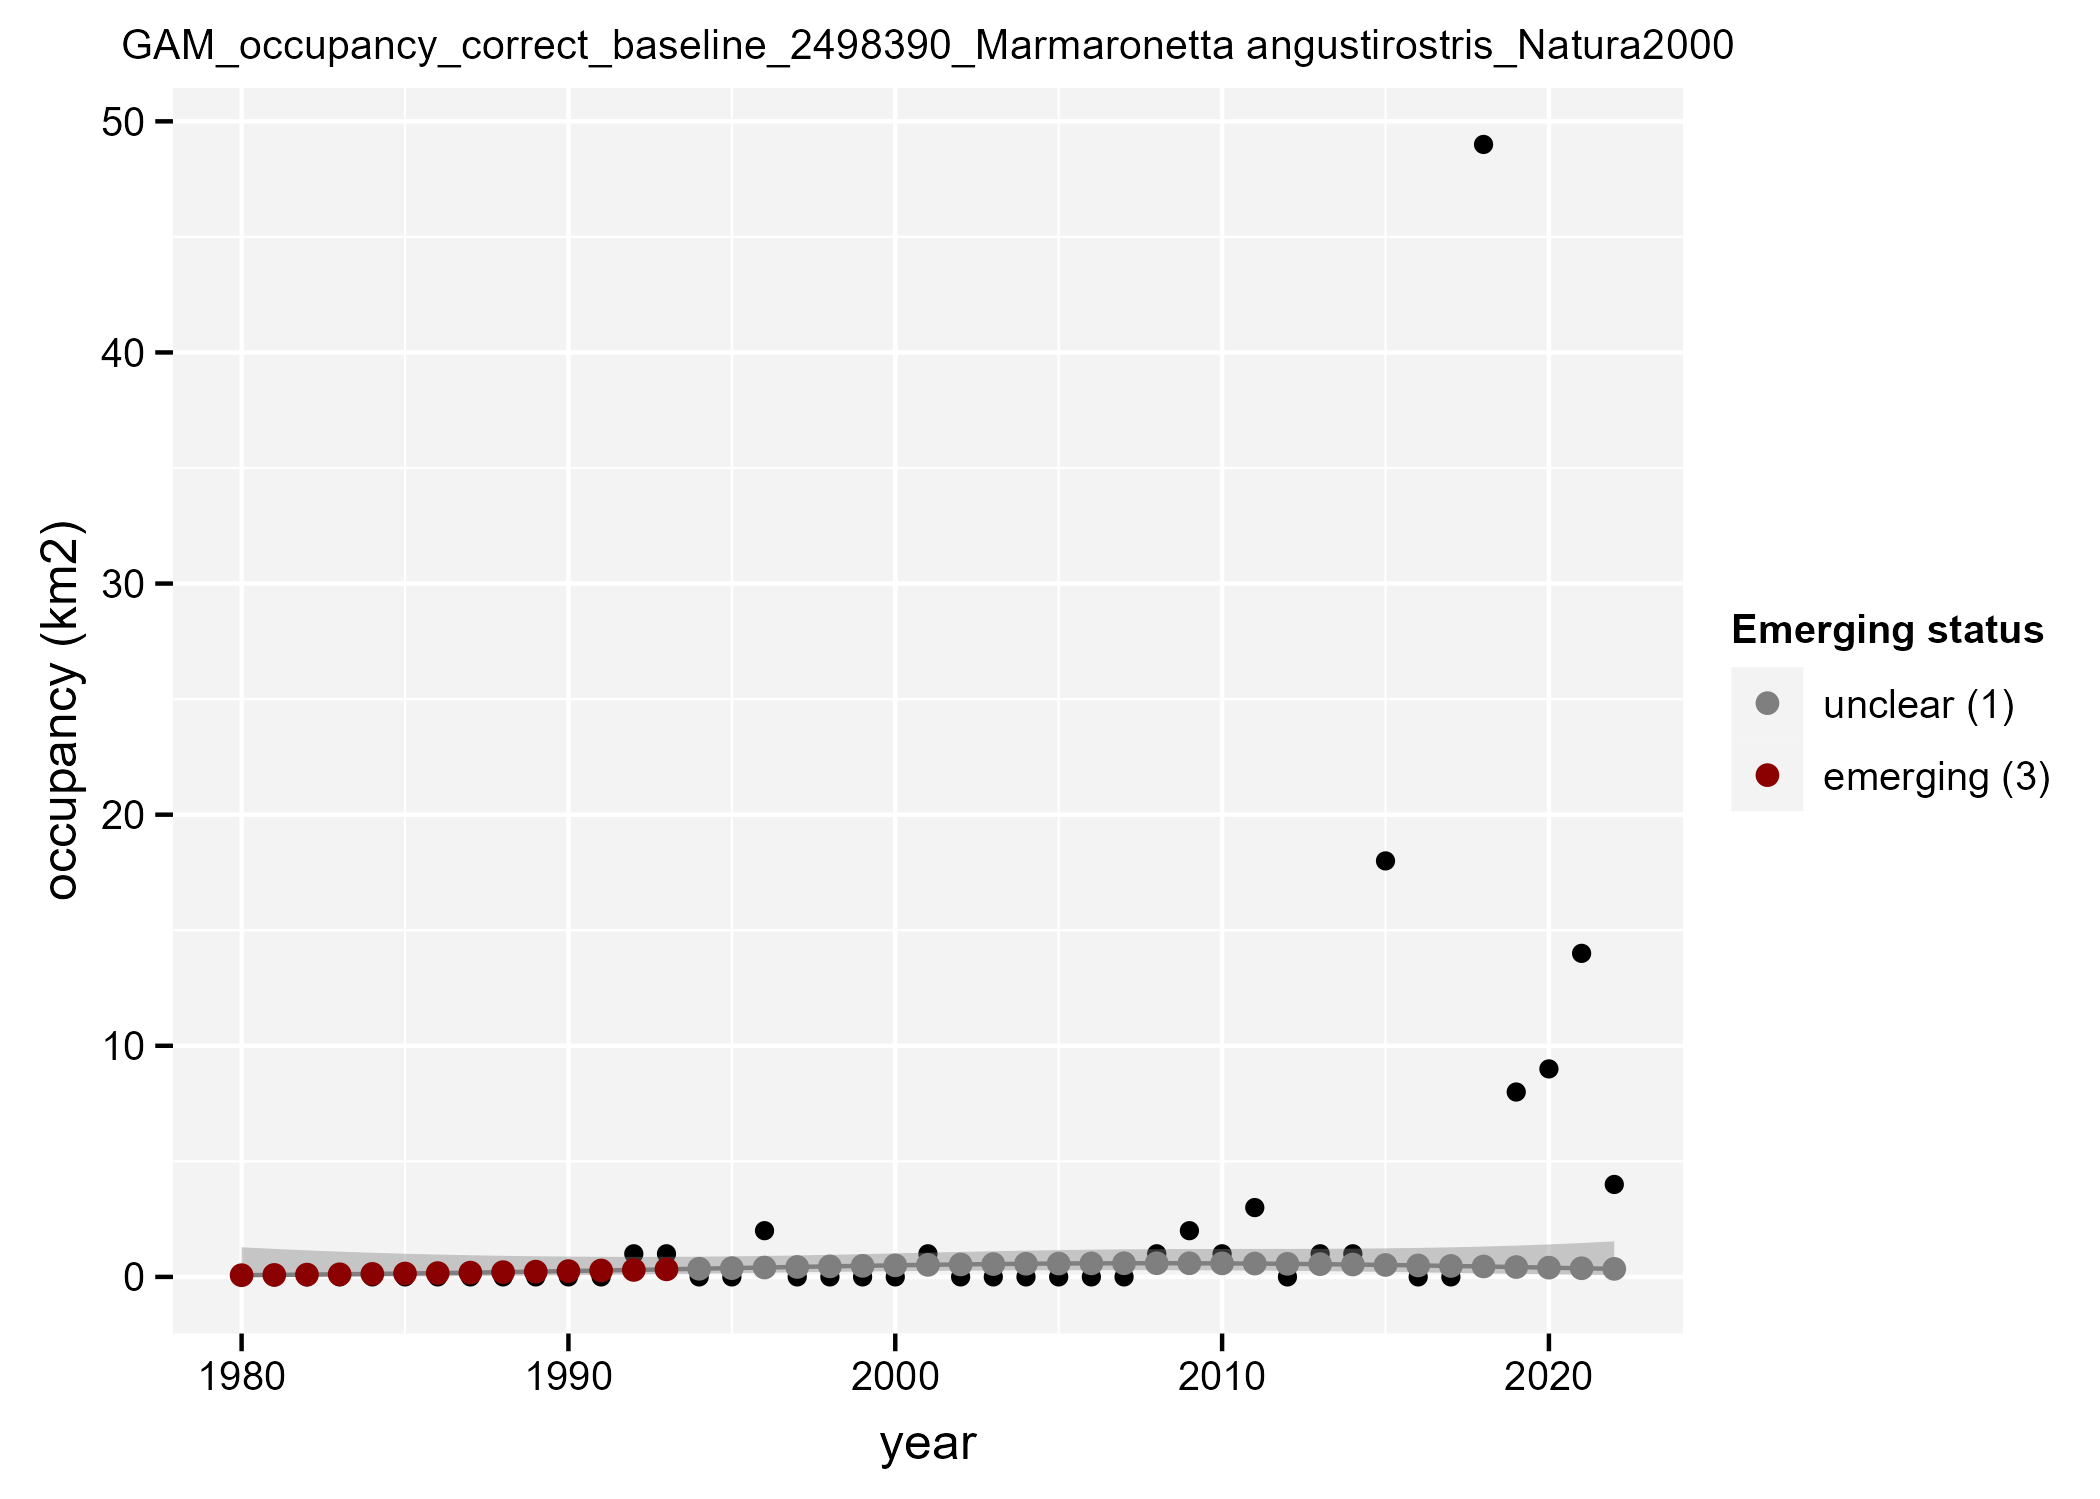 GAM_occupancy_correct_baseline_2498390_Marmaronetta angustirostris_Natura2000
50
40
30
20
10
0
occupancy (km2)
1980 1990 2000 2010 2020
year
Emerging status
unclear (1)
emerging (3)